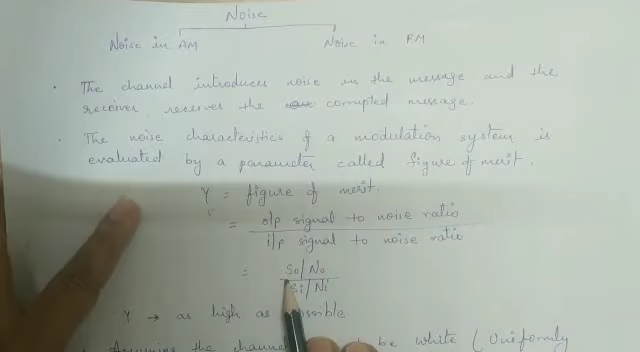 Noise
Noise in AM Noise in FM
· The channel introduces noise in the message and the
receiver receives the corrupted message.
· The noise characteristics of a modulation system is
evaluated by a parameter called figure of merit.
γ = figure of merit.
= o/p signal to noise ratio
i/p signal to noise ratio
= So/No
Si/Ni
γ → as high as possible
· Assuming the channel to be white (Uniformly